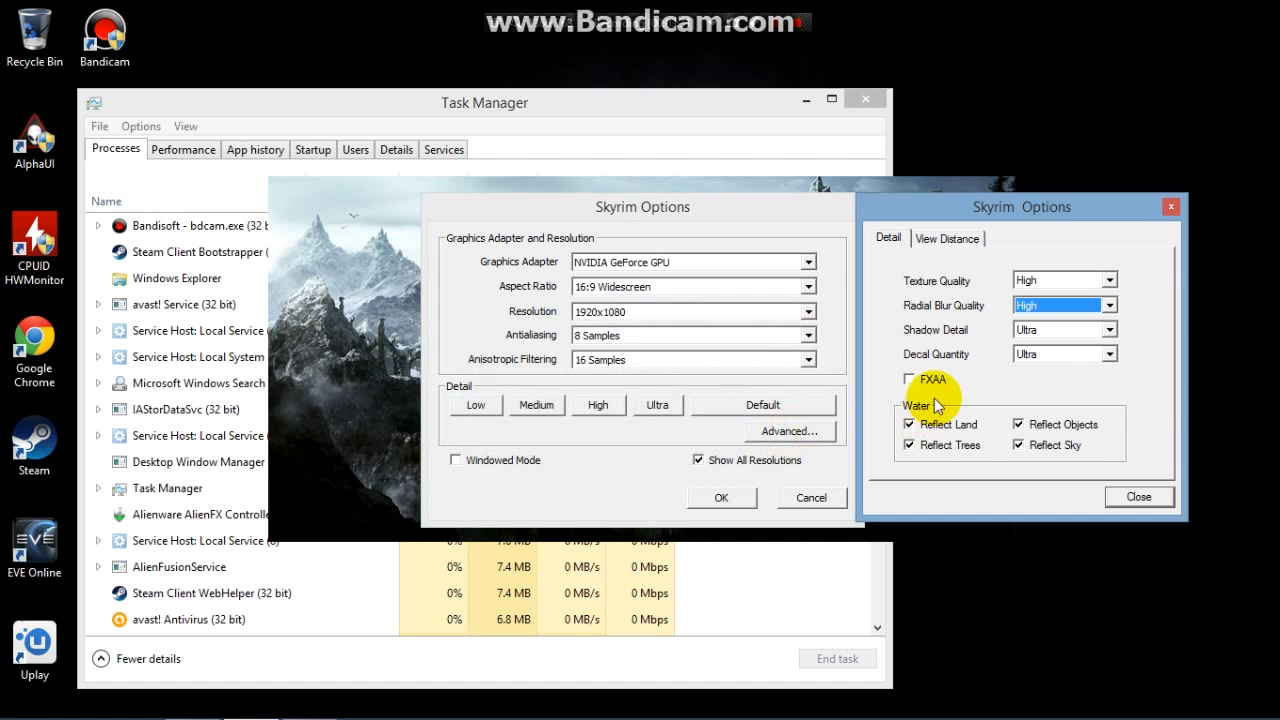 www.Bandicam.com
Recycle Bin
Bandicam
AlphaUI
CPUID
HWMonitor
Google
Chrome
Steam
EVE
EVE Online
Uplay
Task Manager
File Options View
Processes Performance App history Startup Users Details Services
Name
Bandisoft - bdcam.exe (32 b
Steam Client Bootstrapper (
Windows Explorer
avast! Service (32 bit)
Service Host: Local Service (
Service Host: Local System
Microsoft Windows Search
IAStorDataSvc (32 bit)
Service Host: Local Service (
Desktop Window Manager
Task Manager
Alienware AlienFX Controlle
Service Host: Local Service (6)
0% 0 MB/s 0 Mbps
AlienFusionService 0% 7.4 MB 0 MB/s 0 Mbps
Steam Client WebHelper (32 bit) 0% 7.4 MB 0 MB/s 0 Mbps
avast! Antivirus (32 bit) 0% 6.8 MB 0 MB/s 0 Mbps
Fewer details
End task
Skyrim Options
Graphics Adapter and Resolution
Graphics Adapter NVIDIA GeForce GPU
Aspect Ratio 16:9 Widescreen
Resolution 1920x1080
Antialiasing 8 Samples
Anisotropic Filtering 16 Samples
Detail
Low Medium High Ultra Default
Advanced...
Windowed Mode Show All Resolutions
OK Cancel
Skyrim Options
Detail View Distance
Texture Quality High
Radial Blur Quality High
Shadow Detail Ultra
Decal Quantity Ultra
FXAA
Water
Reflect Land Reflect Objects
Reflect Trees Reflect Sky
Close